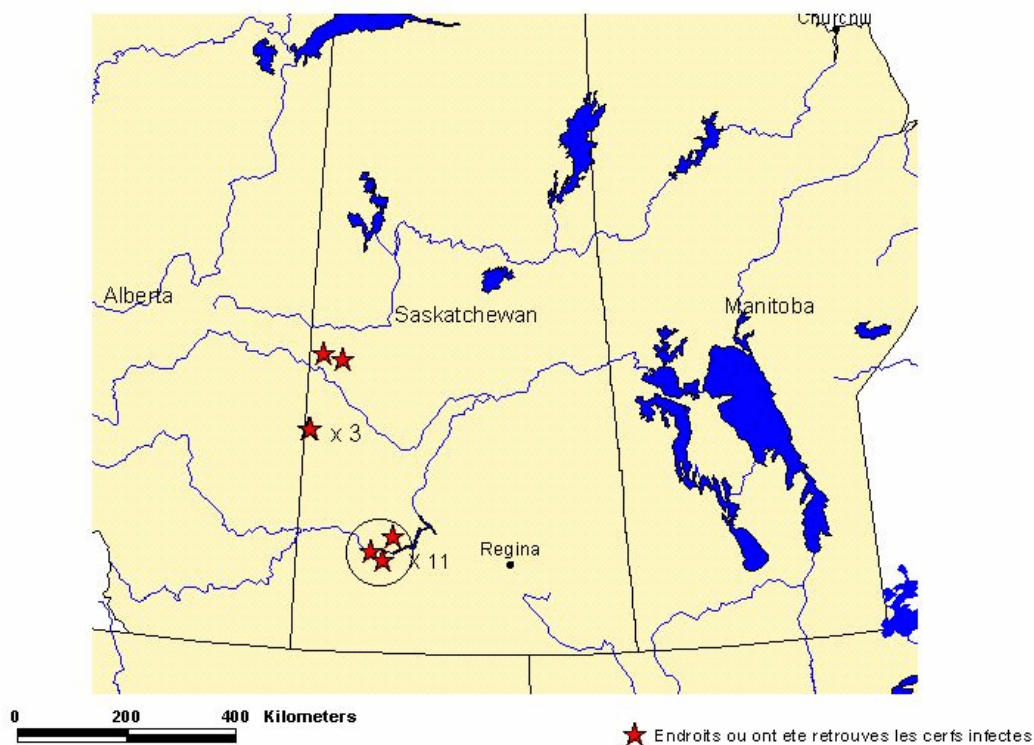 Churchill
Alberta
Saskatchewan
Manitoba
x 3
X 11
Regina
0 200 400 Kilometers
Endroits ou ont ete retrouves les cerfs infectes